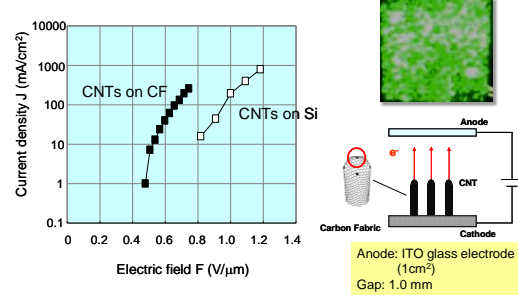 Current density J (mA/cm²)
10000
1000
100
10
1
0.1
CNTs on CF
CNTs on Si
0 0.2 0.4 0.6 0.8 1.0 1.2 1.4
Electric field F (V/μm)
Anode
e-
CNT
Carbon Fabric
Cathode
Anode: ITO glass electrode
(1cm²)
Gap: 1.0 mm